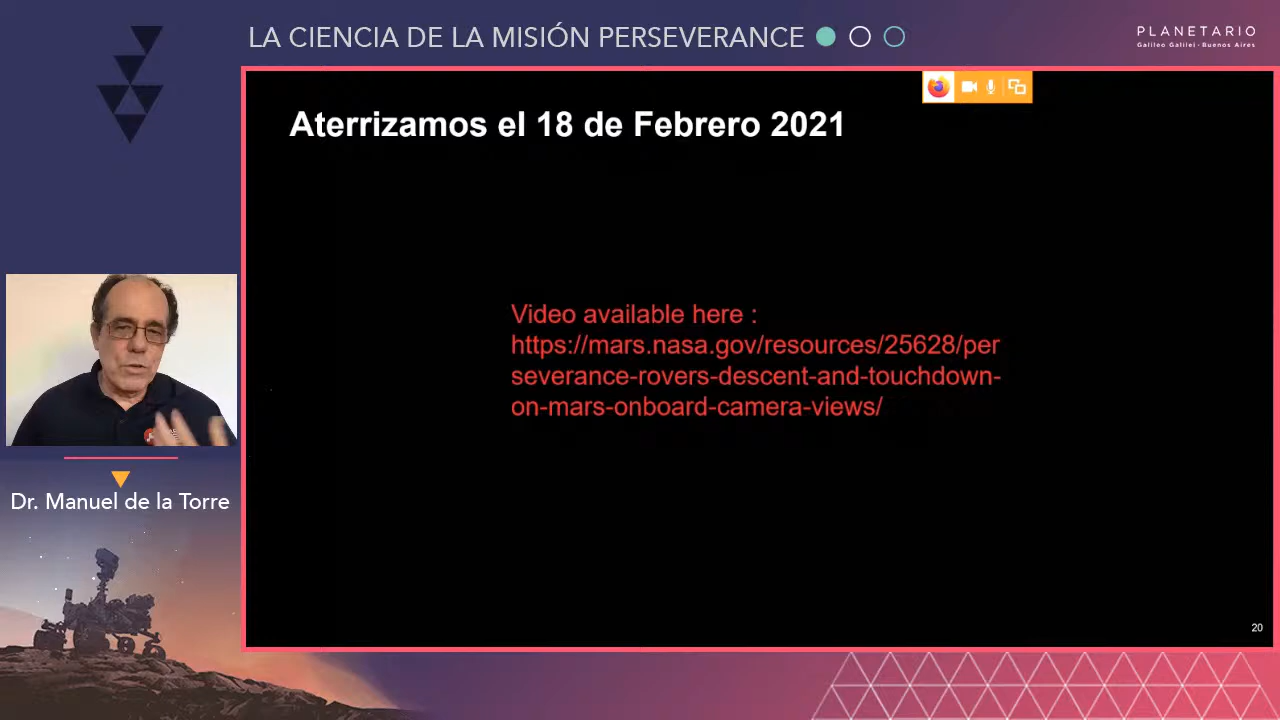 LA CIENCIA DE LA MISIÓN PERSEVERANCE
PLANETARIO
Galileo Galilei - Buenos Aires
Aterrizamos el 18 de Febrero 2021
Video available here :
https://mars.nasa.gov/resources/25628/per
severance-rovers-descent-and-touchdown-
on-mars-onboard-camera-views/
Dr. Manuel de la Torre
20